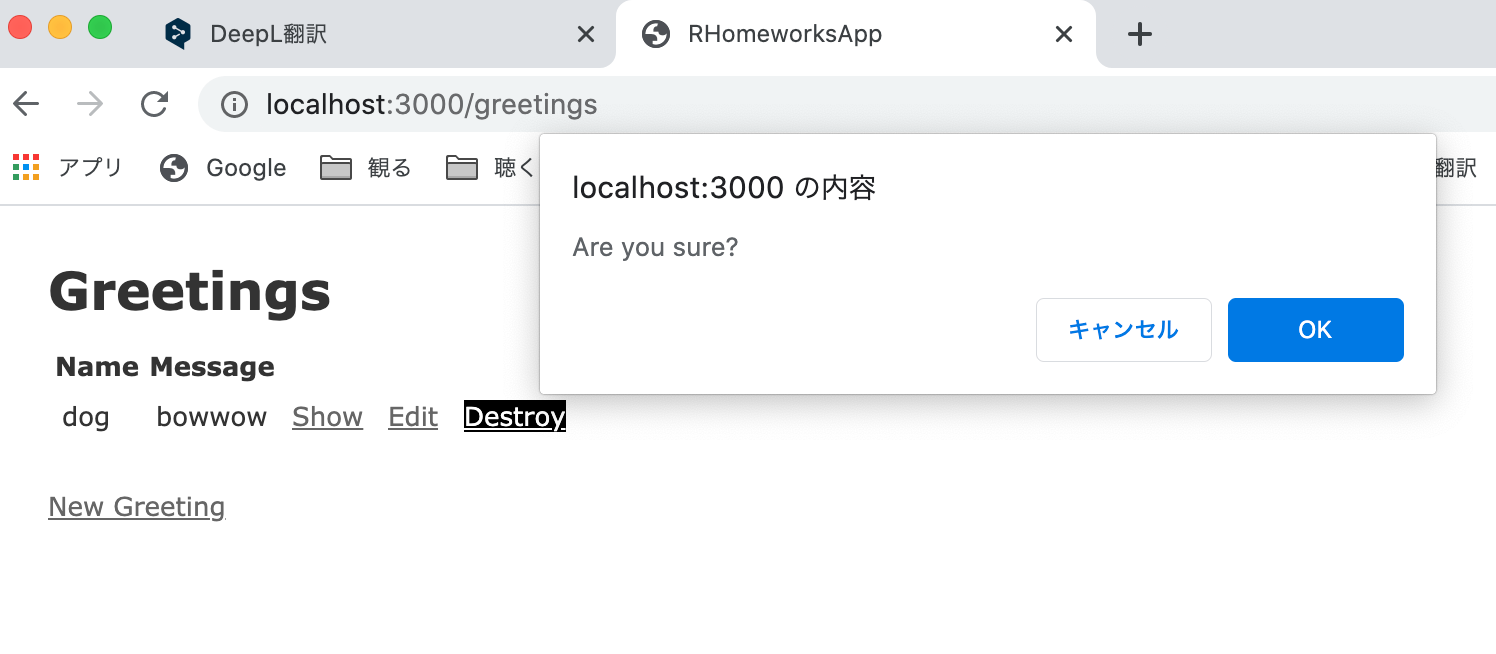 DeepL翻訳
RHomeworksApp
localhost:3000/greetings
アプリ Google 観る 聴く 翻訳
localhost:3000 の内容
Are you sure?
キャンセル OK
Greetings
Name Message
dog bowwow Show Edit Destroy
New Greeting